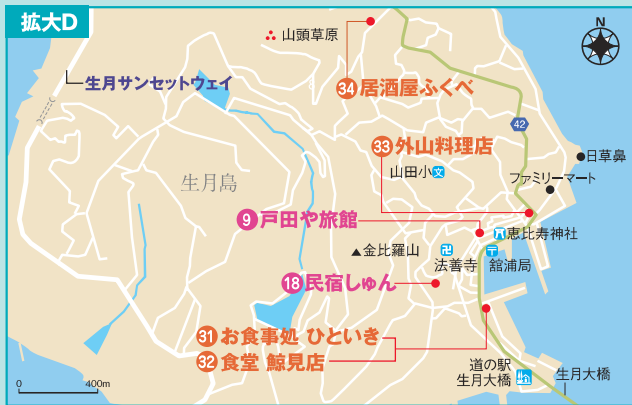 拡大D
N
山頭草原
生月サンセットウェイ
34 居酒屋ふくべ
42
33 外山料理店
日草鼻
山田小 文
ファミリーマート
生月島
9 戸田や旅館
恵比寿神社
金比羅山
卍
〒
法善寺
舘浦局
18 民宿しゅん
31 お食事処 ひといき
32 食堂 鯨見店
道の駅
生月大橋
生月大橋
0 400m